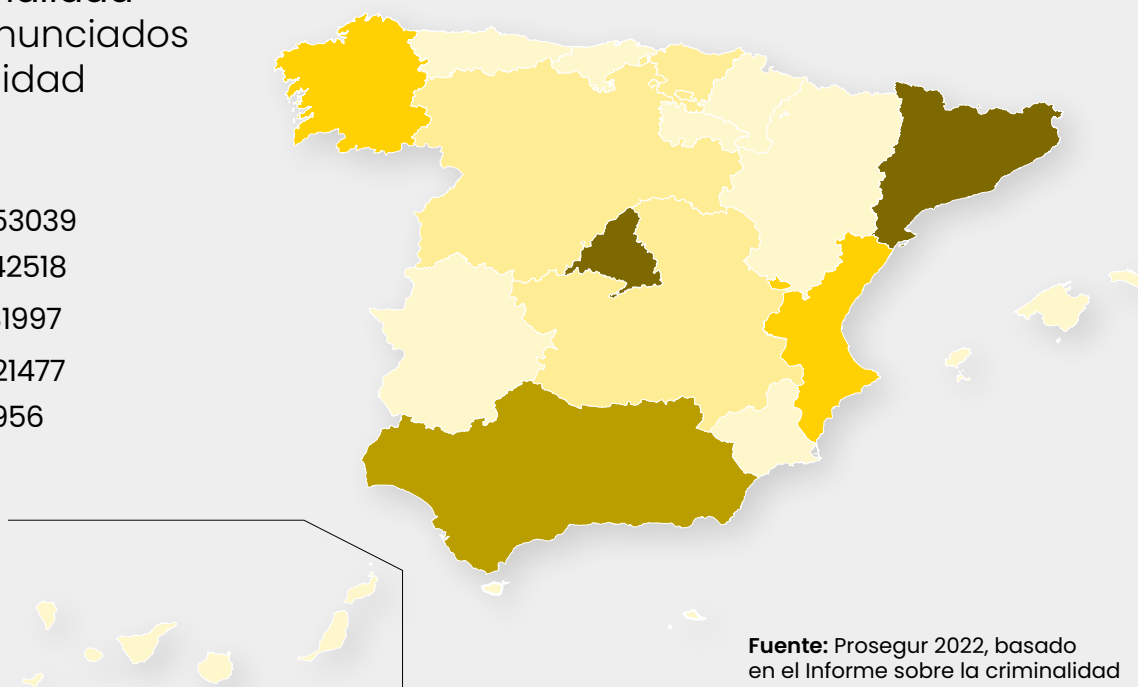 nunciados
idad
53039
42518
1997
21477
956
Fuente: Prosegur 2022, basado
en el Informe sobre la criminalidad